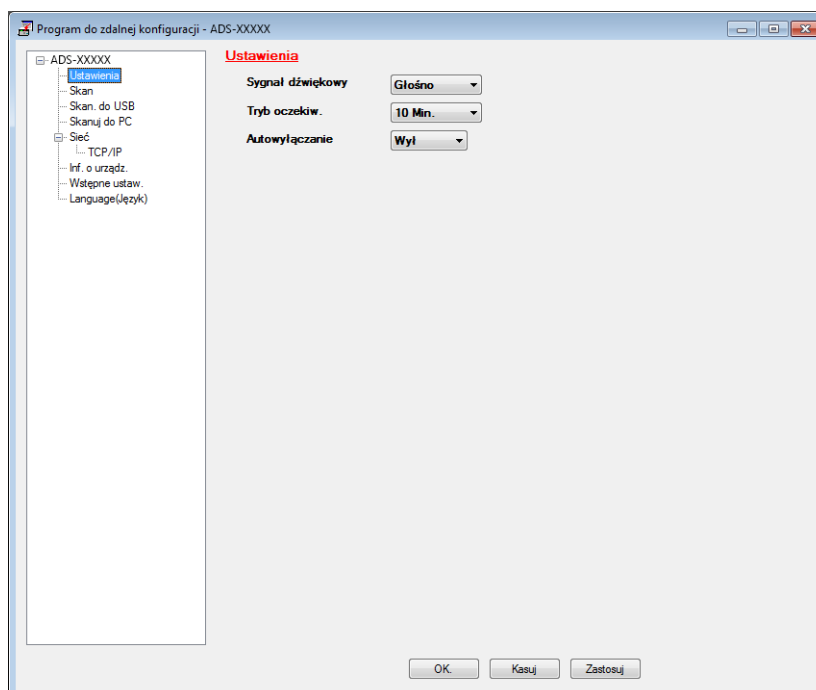 Program do zdalnej konfiguracji - ADS-XXXXX
ADS-XXXXX
Ustawienia
Skan
Skan. do USB
Skanuj do PC
Sieć
TCP/IP
Inf. o urządz.
Wstępne ustaw.
Language(Język)
Ustawienia
Sygnał dźwiękowy Głośno
Tryb oczekiw. 10 Min.
Autowyłączanie Wył
OK. Kasuj Zastosuj